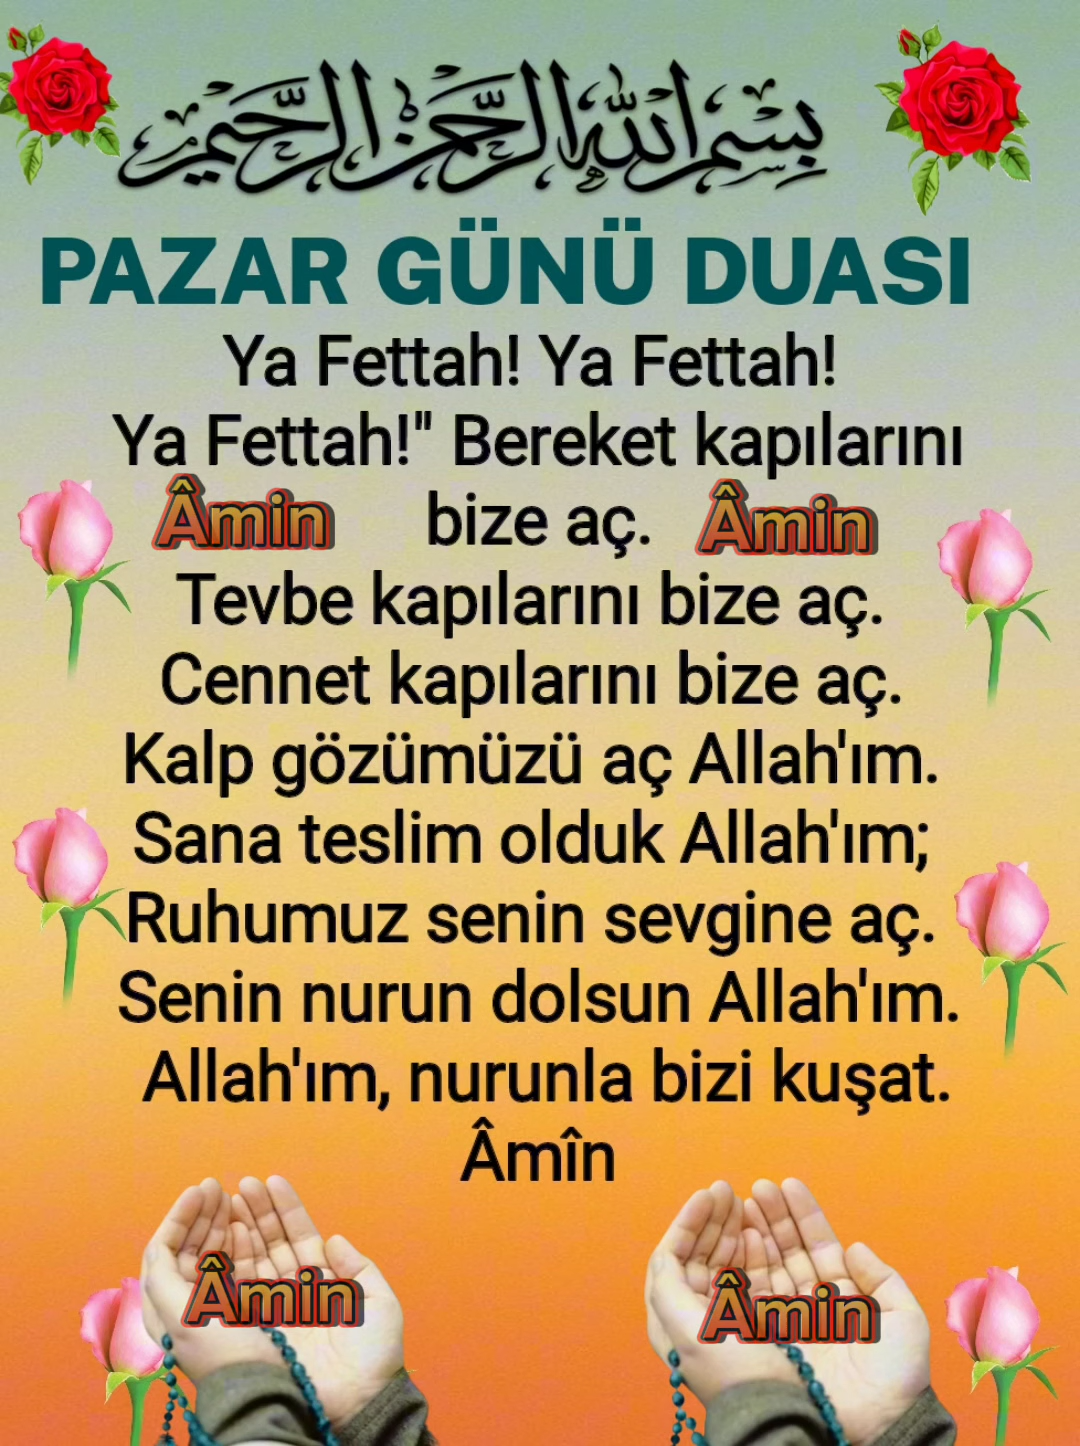 بسم الله الرحمن الرحيم
PAZAR GÜNÜ DUASI
Ya Fettah! Ya Fettah!
Ya Fettah!" Bereket kapılarını
Âmin bize aç. Âmin
Tevbe kapılarını bize aç.
Cennet kapılarını bize aç.
Kalp gözümüzü aç Allah'ım.
Sana teslim olduk Allah'ım;
Ruhumuz senin sevgine aç.
Senin nurun dolsun Allah'ım.
Allah'ım, nurunla bizi kuşat.
Âmîn
Âmin Âmin